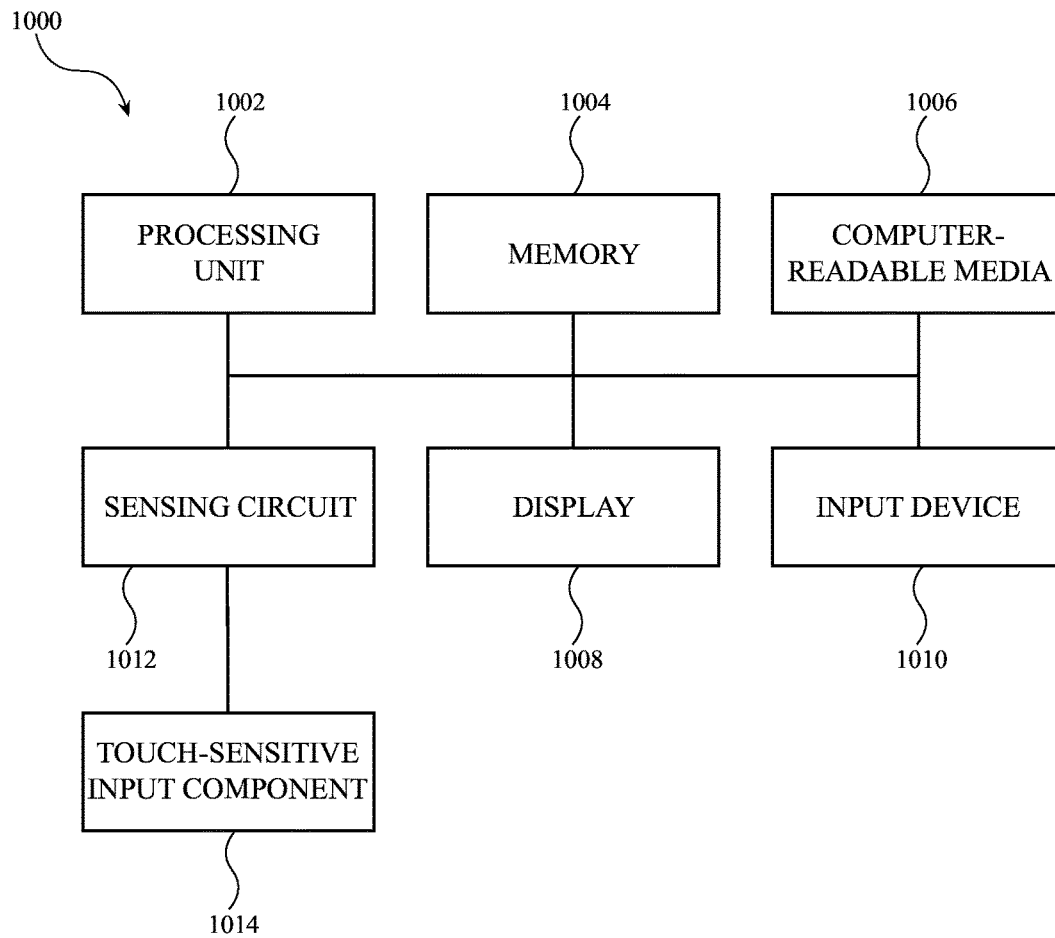 1000
1002
1004
1006
PROCESSING
UNIT
MEMORY
COMPUTER-
READABLE MEDIA
SENSING CIRCUIT
DISPLAY
INPUT DEVICE
1012
1008
1010
TOUCH-SENSITIVE
INPUT COMPONENT
1014